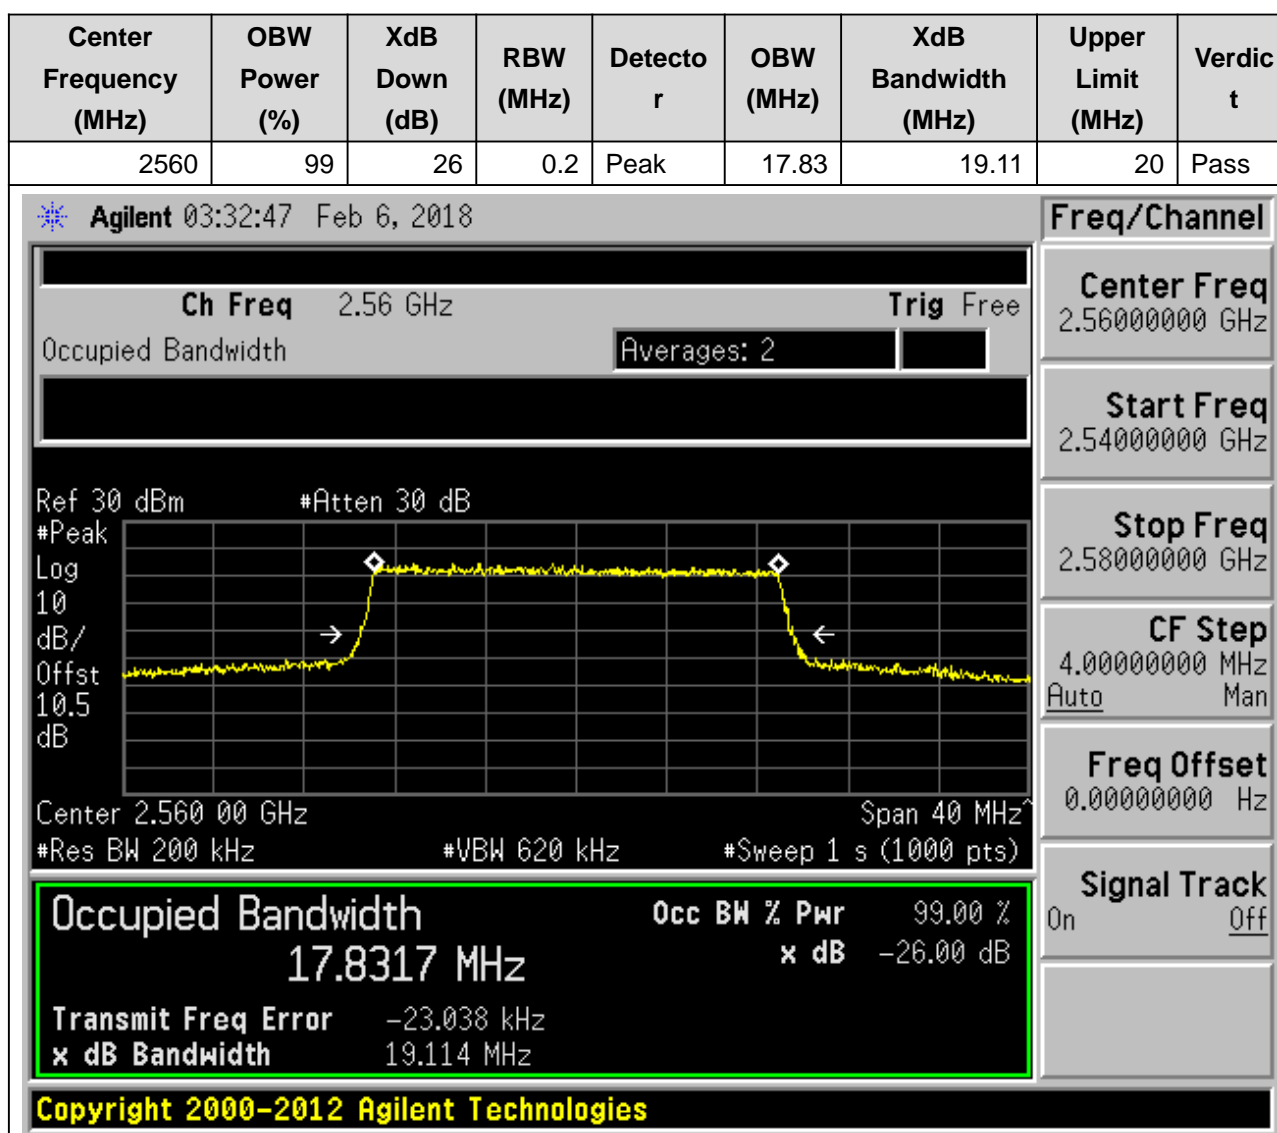 Center Frequency (MHz) OBW Power (%) XdB Down (dB) RBW (MHz) Detector OBW (MHz) XdB Bandwidth (MHz) Upper Limit (MHz) Verdict
2560 99 26 0.2 Peak 17.83 19.11 20 Pass
Agilent 03:32:47 Feb 6, 2018
Freq/Channel
Ch Freq 2.56 GHz Trig Free
Occupied Bandwidth Averages: 2
Center Freq
2.56000000 GHz
Start Freq
2.54000000 GHz
Stop Freq
2.58000000 GHz
CF Step
4.00000000 MHz
Auto Man
Freq Offset
0.00000000 Hz
Signal Track
On Off
Ref 30 dBm #Atten 30 dB
#Peak
Log
10
dB/
Offst
10.5
dB
Center 2.560 00 GHz Span 40 MHz^
#Res BW 200 kHz #VBW 620 kHz #Sweep 1 s (1000 pts)
Occupied Bandwidth Occ BW % Pwr 99.00 %
17.8317 MHz x dB -26.00 dB
Transmit Freq Error -23.038 kHz
x dB Bandwidth 19.114 MHz
Copyright 2000-2012 Agilent Technologies